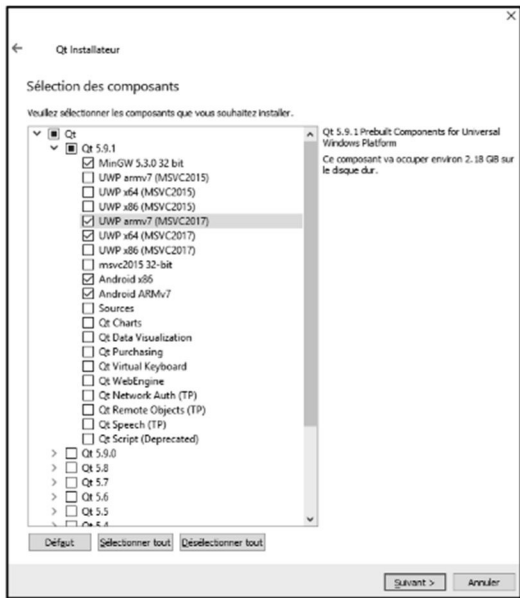 Qt Installateur
Sélection des composants
Veuillez sélectionner les composants que vous souhaitez installer.
Qt
Qt 5.9.1
MinGW 5.3.0 32 bit
UWP armv7 (MSVC2015)
UWP x64 (MSVC2015)
UWP x86 (MSVC2015)
UWP armv7 (MSVC2017)
UWP x64 (MSVC2017)
UWP x86 (MSVC2017)
msvc2015 32-bit
Android x86
Android ARMv7
Sources
Qt Charts
Qt Data Visualization
Qt Purchasing
Qt Virtual Keyboard
Qt WebEngine
Qt Network Auth (TP)
Qt Remote Objects (TP)
Qt Speech (TP)
Qt Script (Deprecated)
Qt 5.9.0
Qt 5.8
Qt 5.7
Qt 5.6
Qt 5.5
Qt 5.4
Qt 5.9.1 Prebuilt Components for Universal
Windows Platform
Ce composant va occuper environ 2.18 GiB sur
le disque dur.
Défaut
Sélectionner tout
Désélectionner tout
Suivant >
Annuler